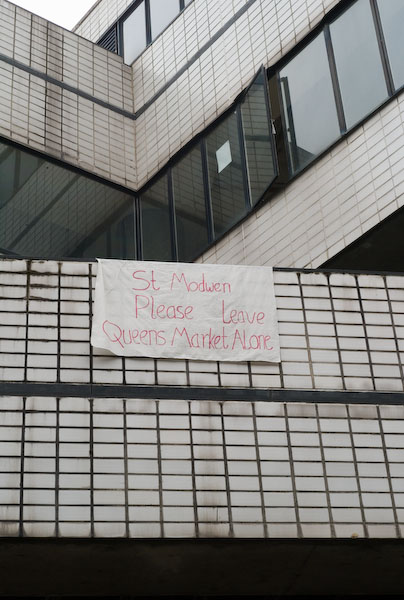 St Modwen
Please Leave
Queens Market Alone